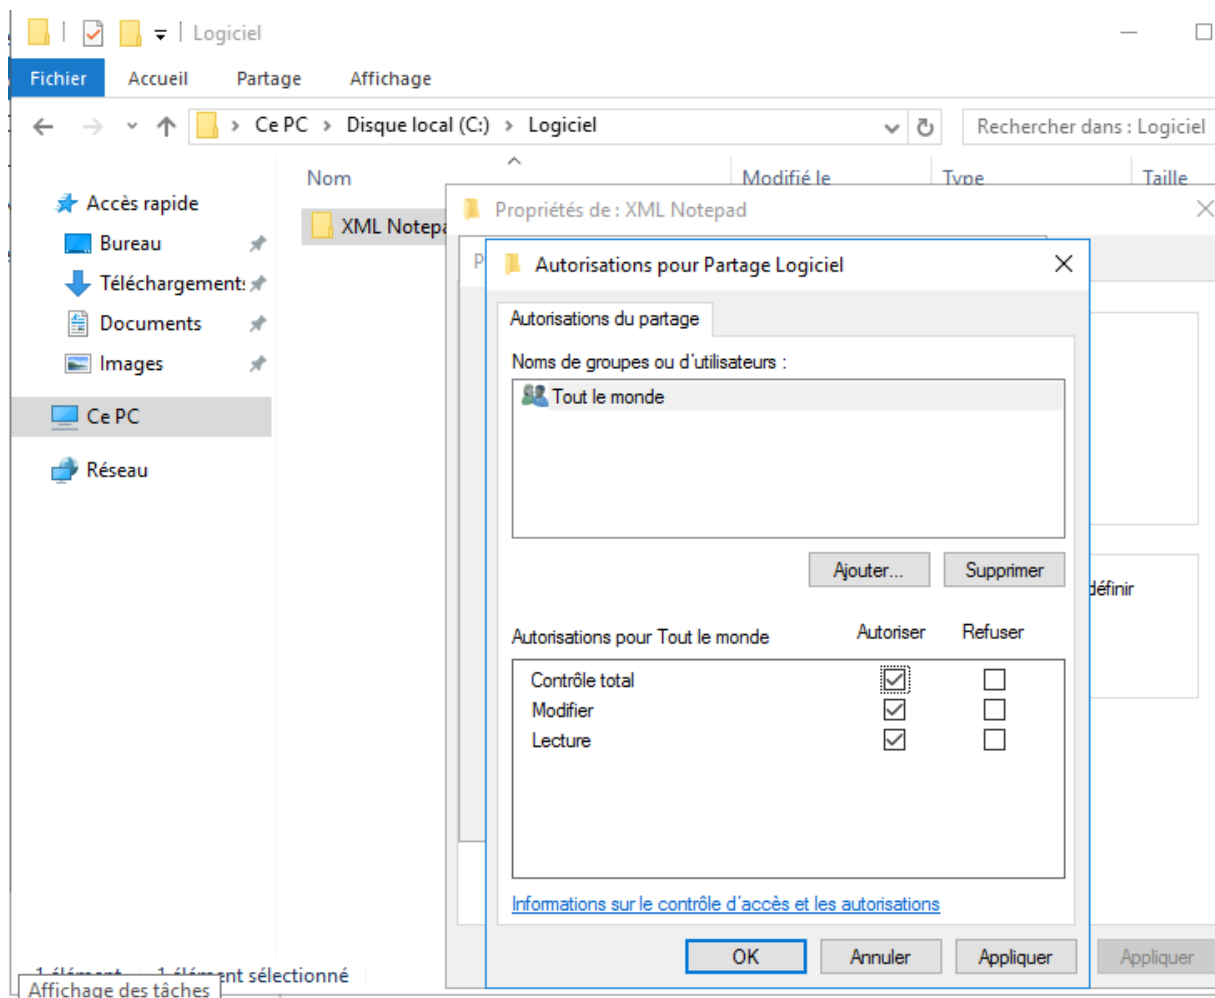 Logiciel
Fichier Accueil Partage Affichage
Ce PC > Disque local (C:) > Logiciel
Rechercher dans : Logiciel
Nom Modifié le Type Taille
Accès rapide
Bureau
Téléchargement
Documents
Images
Ce PC
Réseau
XML Notepa
Propriétés de : XML Notepad
P
Autorisations pour Partage Logiciel
Autorisations du partage
Noms de groupes ou d'utilisateurs :
Tout le monde
Ajouter... Supprimer
définir
Autorisations pour Tout le monde Autoriser Refuser
Contrôle total
Modifier
Lecture
Informations sur le contrôle d'accès et les autorisations
OK Annuler Appliquer Appliquer
1 élément 1 élément sélectionné
Affichage des tâches